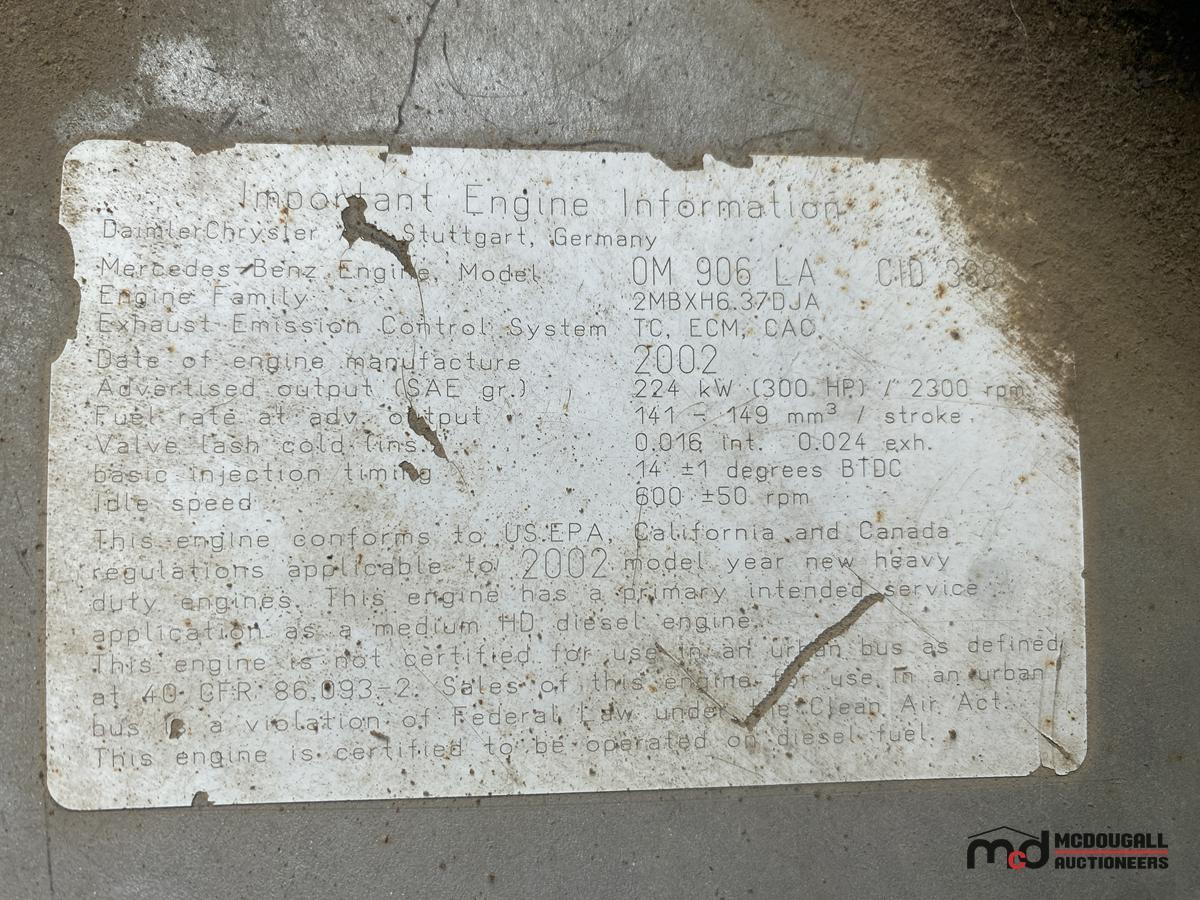 Important Engine Information
DaimlerChrysler Stuttgart, Germany
Mercedes-Benz Engine, Model OM 906 LA CID 388
Engine Family 2MBXH6.37DJA
Exhaust Emission Control System TC, ECM, CAC
Date of engine manufacture 2002
Advertised output (SAE gr.) 224 kW (300 HP) / 2300 rpm
Fuel rate at adv. output 141 - 149 mm³ / stroke
Valve lash cold (ins.) 0.016 int. 0.024 exh.
basic injection timing 14 ±1 degrees BTDC
Idle speed 600 ±50 rpm
This engine conforms to US.EPA, California and Canada
regulations applicable to 2002 model year new heavy
duty engines. This engine has a primary intended service
application as a medium HD diesel engine.
This engine is not certified for use in an urban bus as defined
at 40 CFR 86.093-2. Sales of this engine for use in an urban
bus is a violation of Federal Law under the Clean Air Act.
This engine is certified to be operated on diesel fuel.
mcd MCDOUGALL
AUCTIONEERS